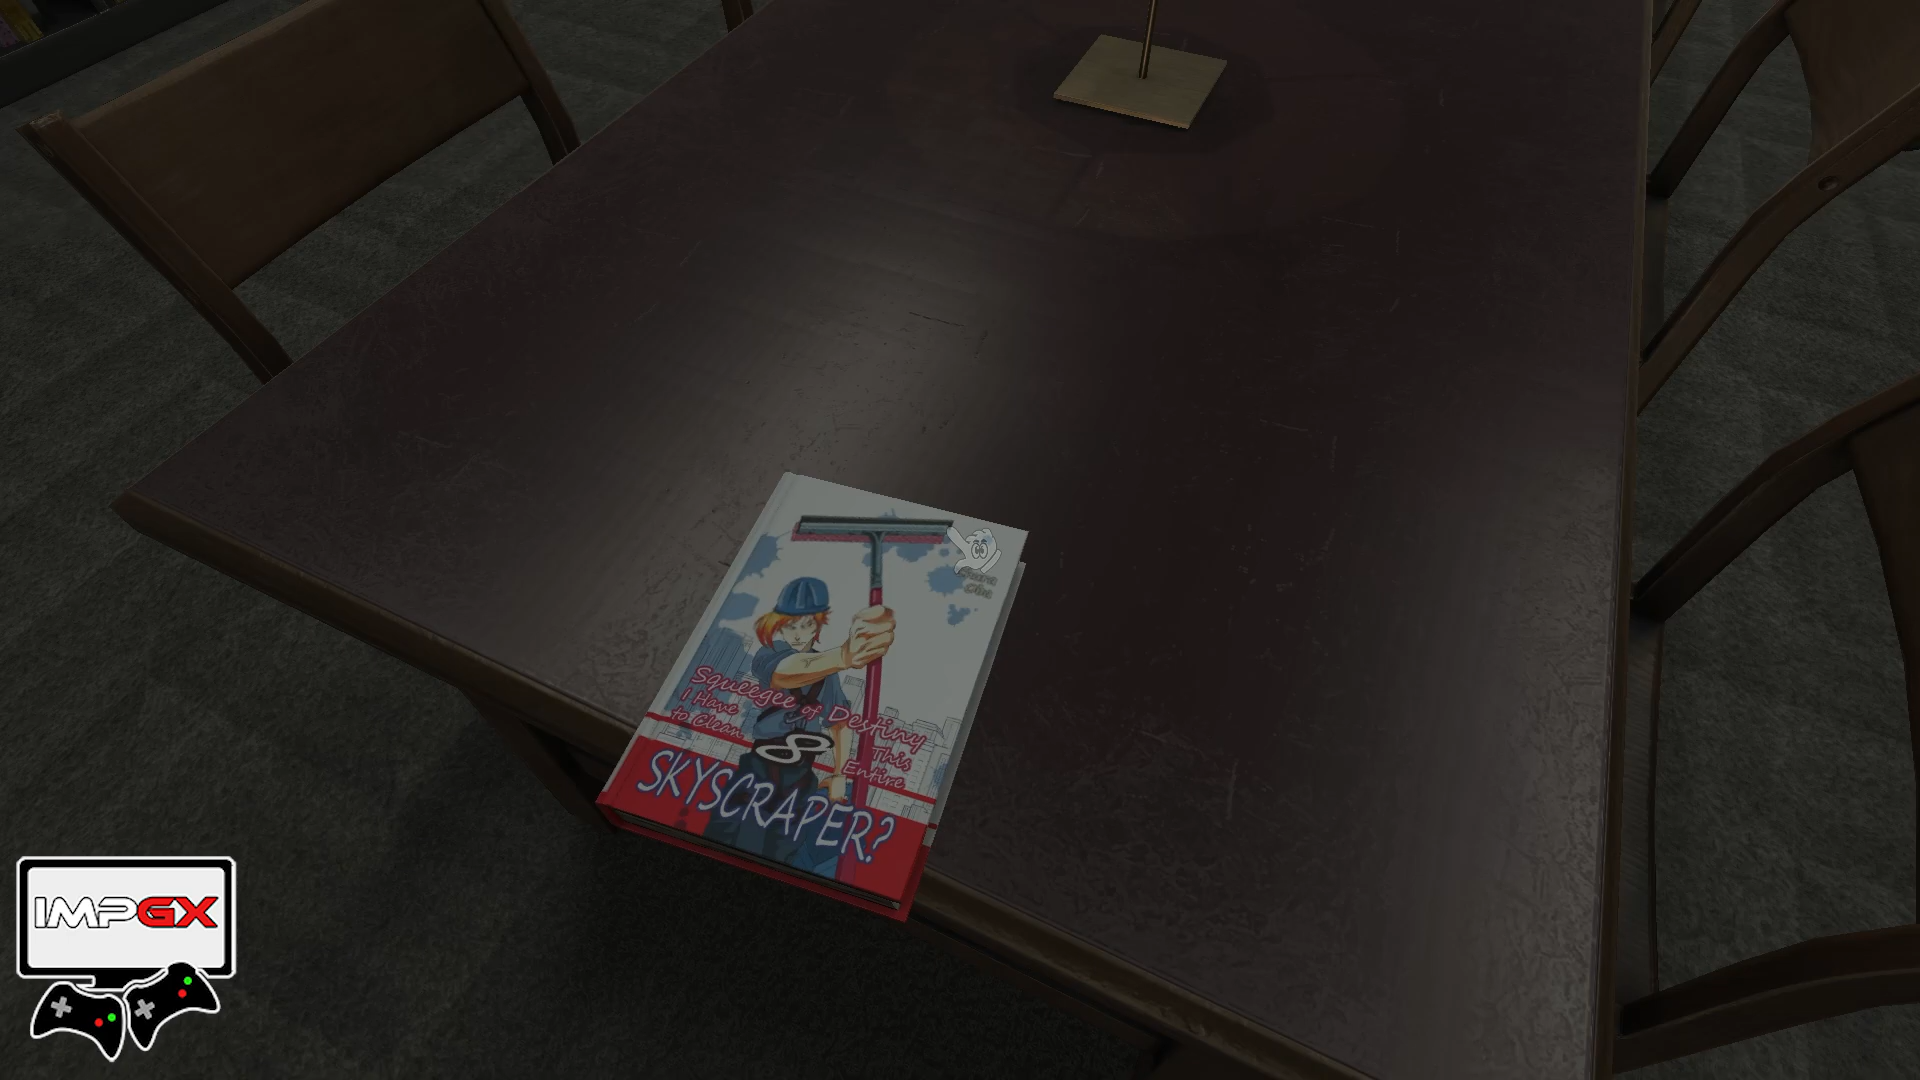 Squeegee of Destiny
I Have
to Clean
8
This
Entire
SKYSCRAPER?
IMPGX